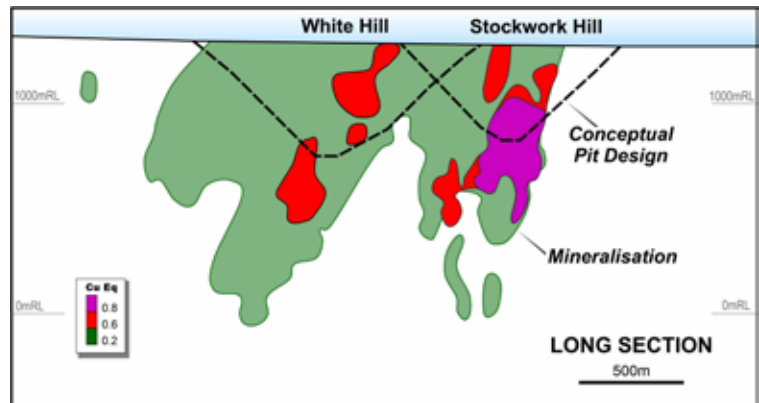 White Hill
Stockwork Hill
1000mRL
1000mRL
Conceptual
Pit Design
Mineralisation
Cu Eq
0.8
0.6
0.2
0mRL
0mRL
LONG SECTION
500m